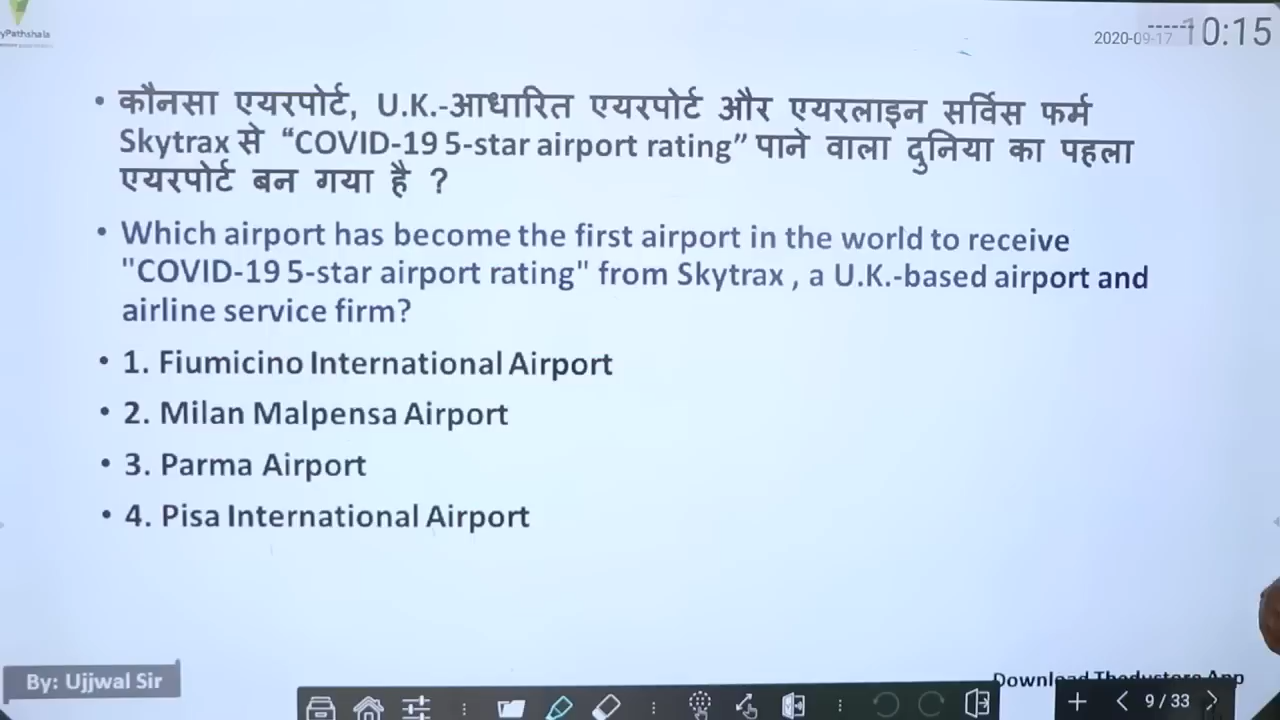 yPathshala
2020-09-17 10:15
• कौनसा एयरपोर्ट, U.K.-आधारित एयरपोर्ट और एयरलाइन सर्विस फर्म
Skytrax से “COVID-19 5-star airport rating” पाने वाला दुनिया का पहला
एयरपोर्ट बन गया है ?
• Which airport has become the first airport in the world to receive
"COVID-19 5-star airport rating" from Skytrax , a U.K.-based airport and
airline service firm?
• 1. Fiumicino International Airport
• 2. Milan Malpensa Airport
• 3. Parma Airport
• 4. Pisa International Airport
By: Ujjwal Sir
Download Thedustore App
9 / 33